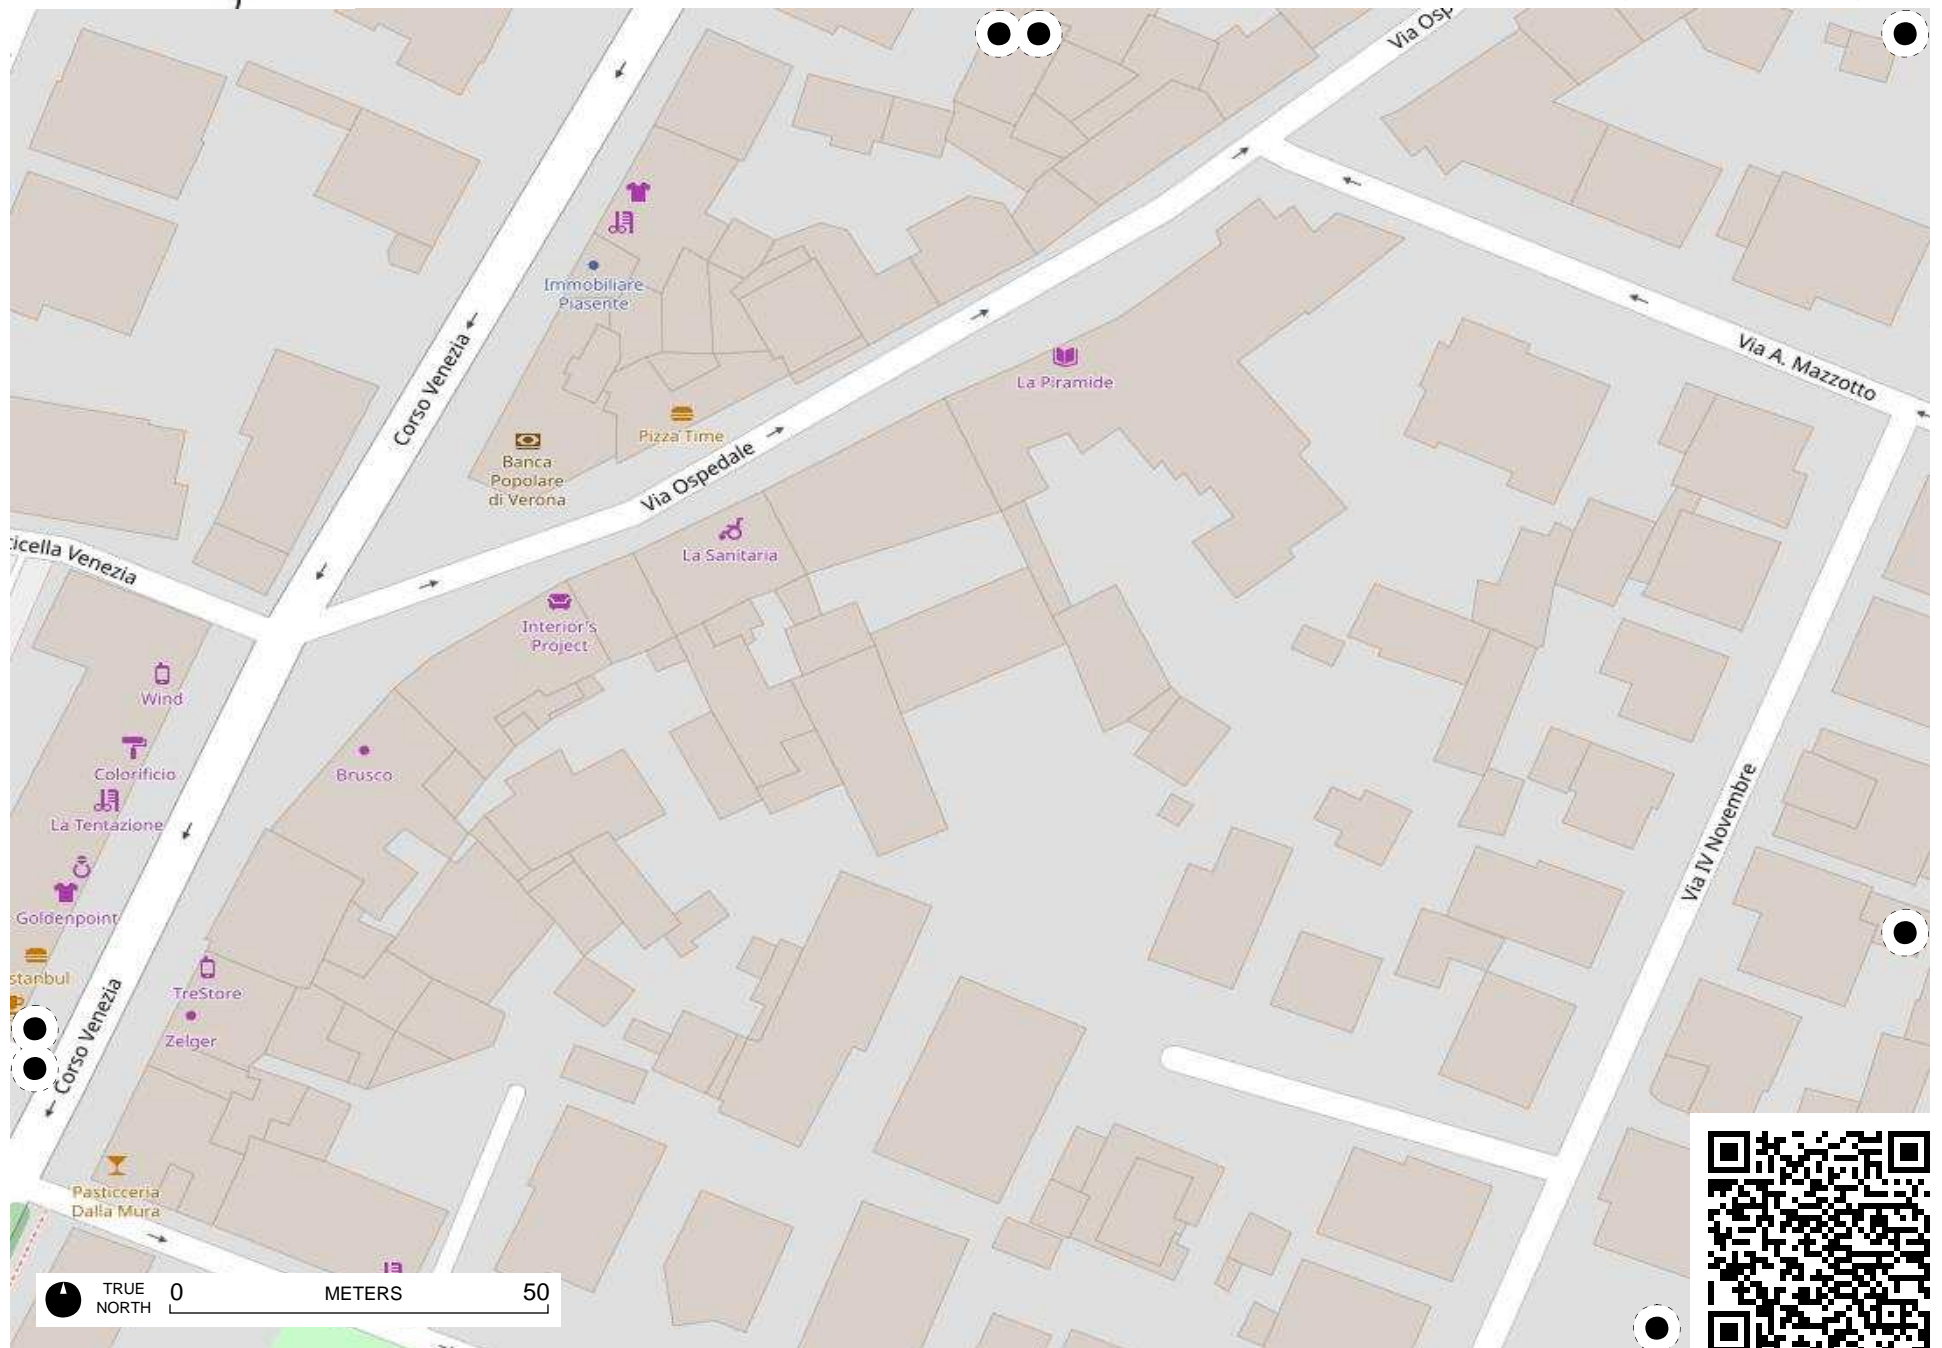 Via Osp
Immobiliare
Piasente
Via A. Mazzotto
Corso Venezia
La Piramide
Pizza Time
Banca
Popolare
di Verona
Via Ospedale
icella Venezia
La Sanitaria
Interior's
Project
Wind
Colorificio
Brusco
La Tentazione
Via IV Novembre
Goldenpoint
stanbul
TreStore
Corso Venezia
Zelger
Pasticceria
Dalla Mura
TRUE
NORTH
0 METERS 50